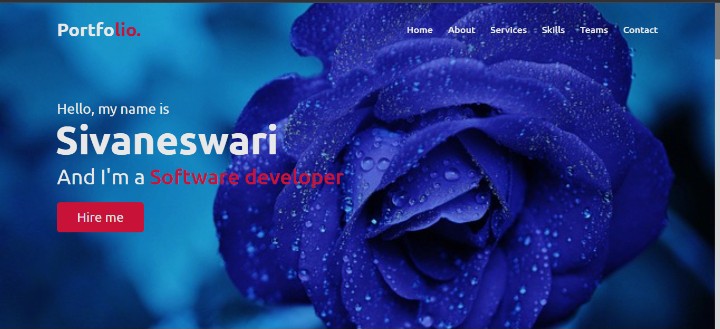 Portfolio.
Home About Services Skills Teams Contact
Hello, my name is
Sivaneswari
And I'm a Software developer
Hire me